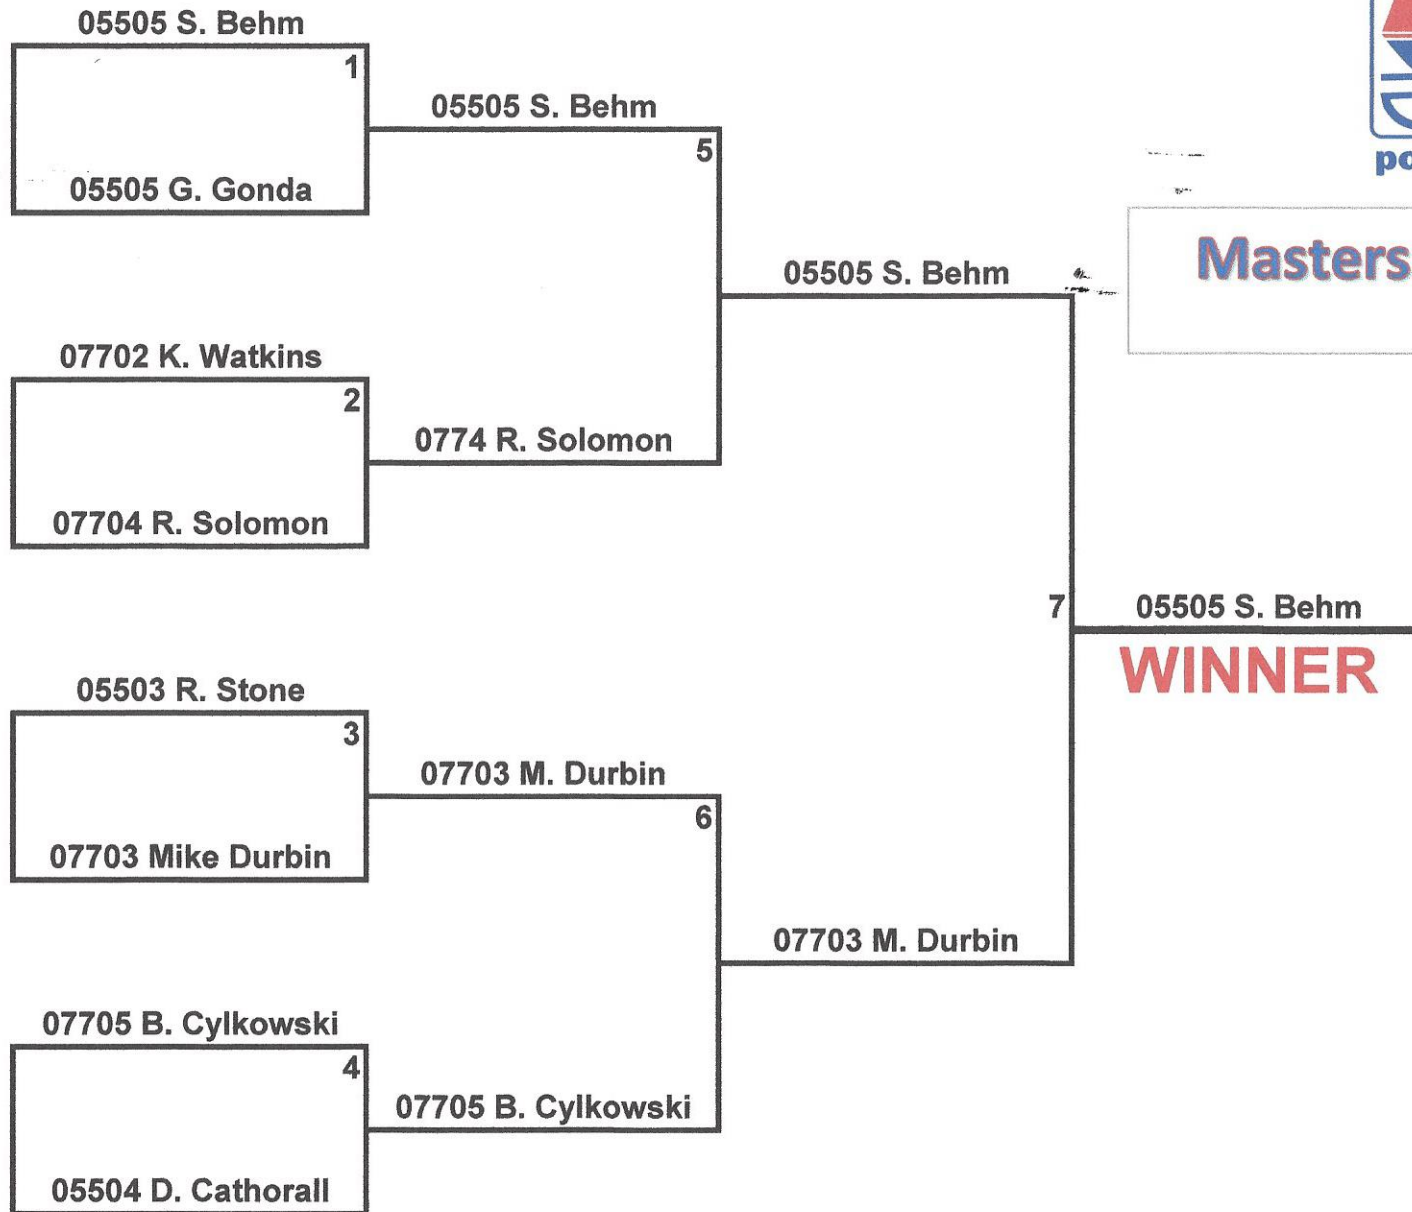 05505 S. Behm
1
05505 S. Behm
5
05505 G. Gonda
po
Masters
05505 S. Behm
07702 K. Watkins
2
0774 R. Solomon
07704 R. Solomon
7
05505 S. Behm
WINNER
05503 R. Stone
3
07703 M. Durbin
6
07703 Mike Durbin
07703 M. Durbin
07705 B. Cylkowski
4
07705 B. Cylkowski
05504 D. Cathorall